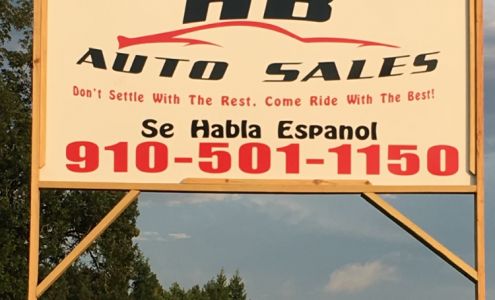 HB
AUTO SALES
Don't Settle With The Rest, Come Ride With The Best!
Se Habla Espanol
910-501-1150